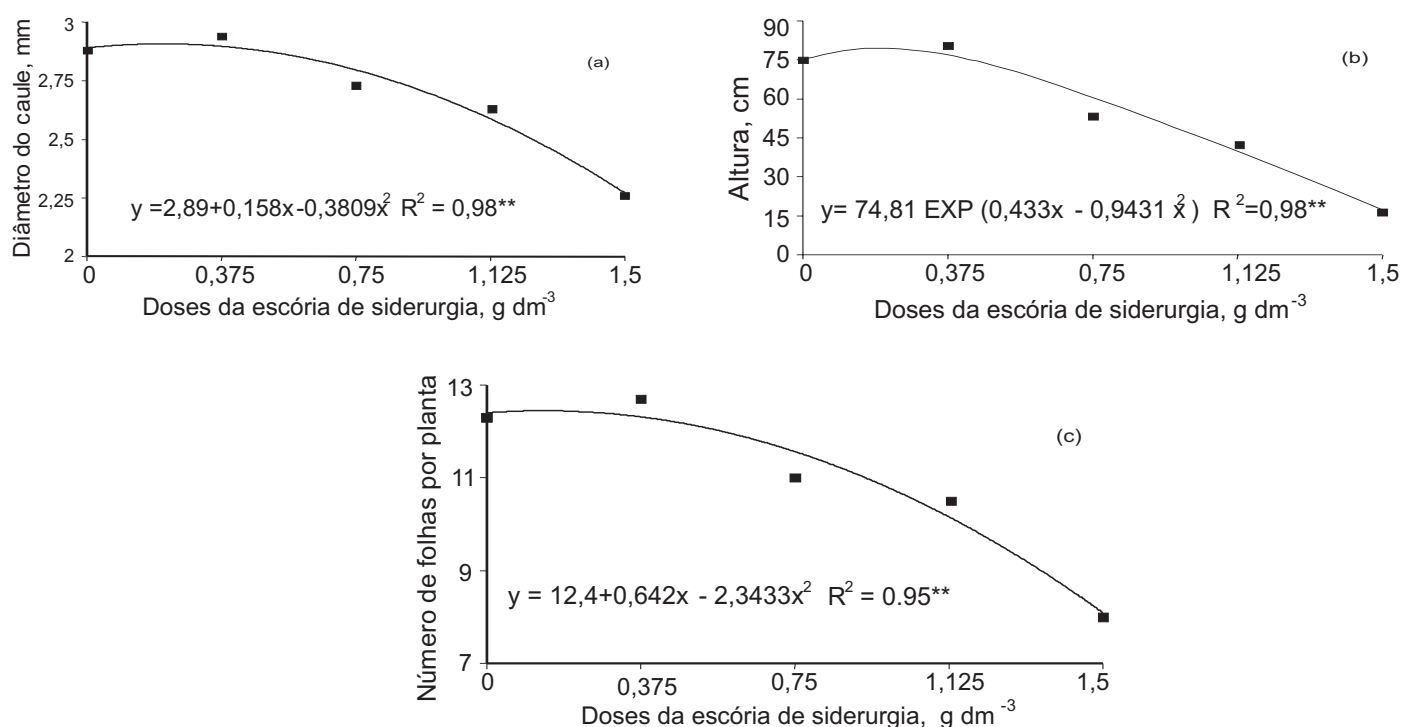 Diâmetro do caule, mm
3
2,75
2,5
2,25
2
(a)
y =2,89+0,158x-0,3809x² R² = 0,98**
0 0,375 0,75 1,125 1,5
Doses da escória de siderurgia, g dm⁻³
Altura, cm
90
75
60
45
30
15
0
(b)
y= 74,81 EXP (0,433x - 0,9431 x²) R²=0,98**
0 0,375 0,75 1,125 1,5
Doses da escória de siderurgia, g dm⁻³
Número de folhas por planta
13
11
9
7
(c)
y = 12,4+0,642x - 2,3433x² R² = 0.95**
0 0,375 0,75 1,125 1,5
Doses da escória de siderurgia, g dm⁻³